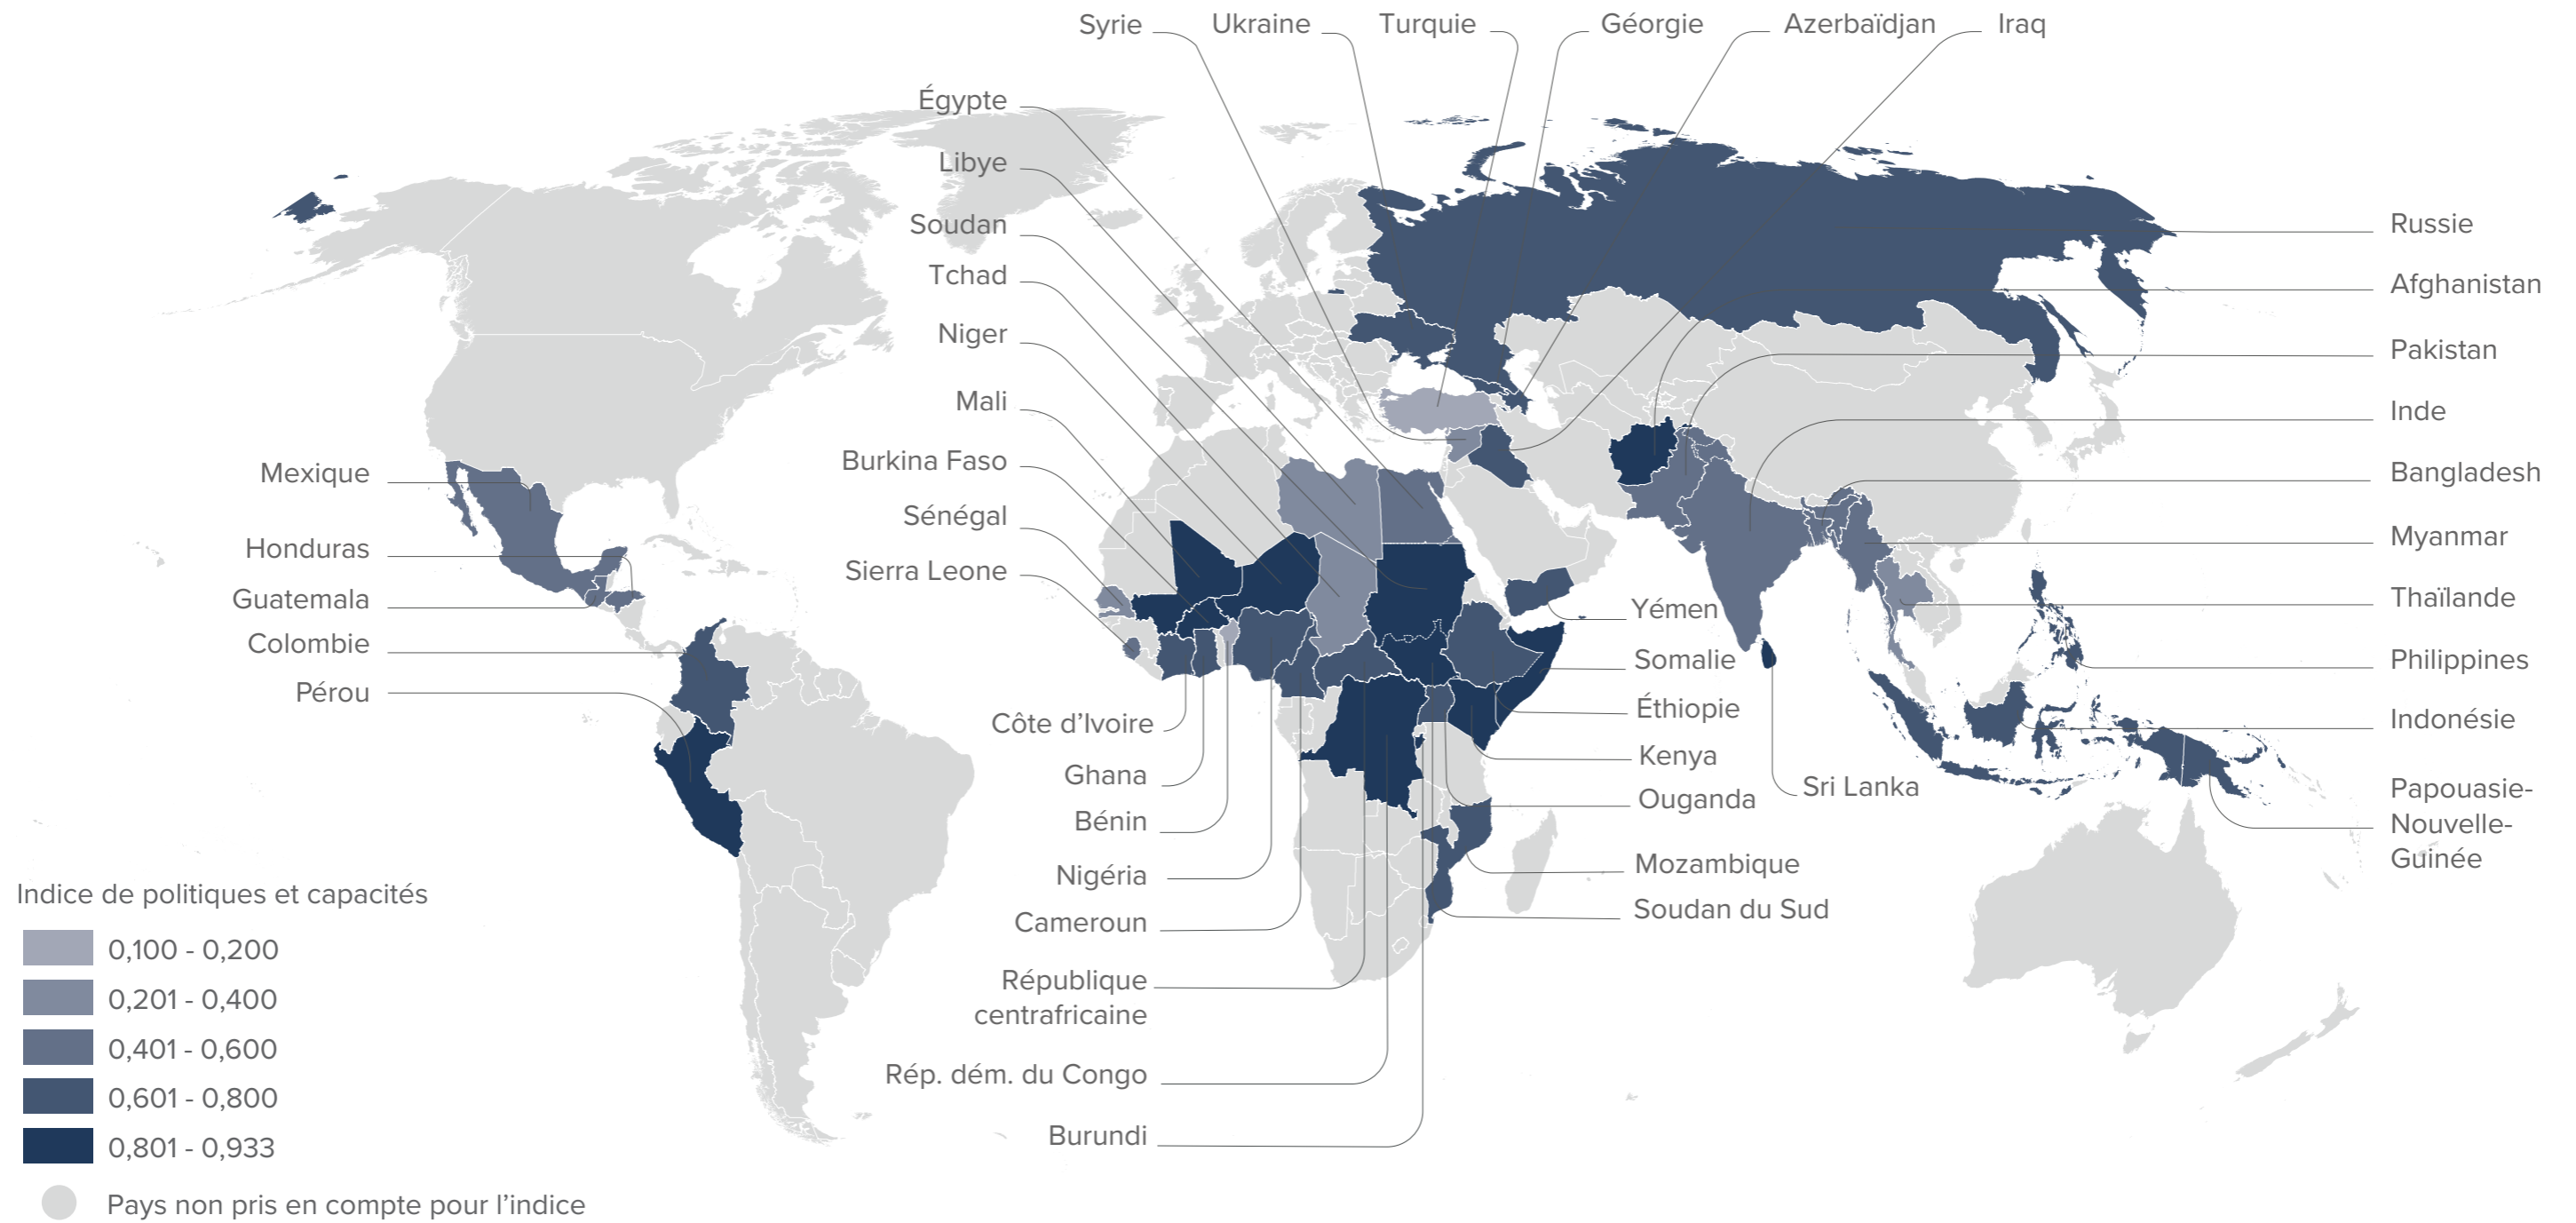 Syrie
Ukraine
Turquie
Géorgie
Azerbaïdjan
Iraq
Égypte
Libye
Soudan
Tchad
Niger
Mali
Burkina Faso
Sénégal
Sierra Leone
Mexique
Honduras
Guatemala
Colombie
Pérou
Côte d’Ivoire
Ghana
Bénin
Nigéria
Cameroun
République
centrafricaine
Rép. dém. du Congo
Burundi
Yémen
Somalie
Éthiopie
Kenya
Ouganda
Mozambique
Soudan du Sud
Sri Lanka
Russie
Afghanistan
Pakistan
Inde
Bangladesh
Myanmar
Thaïlande
Philippines
Indonésie
Papouasie-
Nouvelle-
Guinée
Indice de politiques et capacités
0,100 - 0,200
0,201 - 0,400
0,401 - 0,600
0,601 - 0,800
0,801 - 0,933
Pays non pris en compte pour l’indice